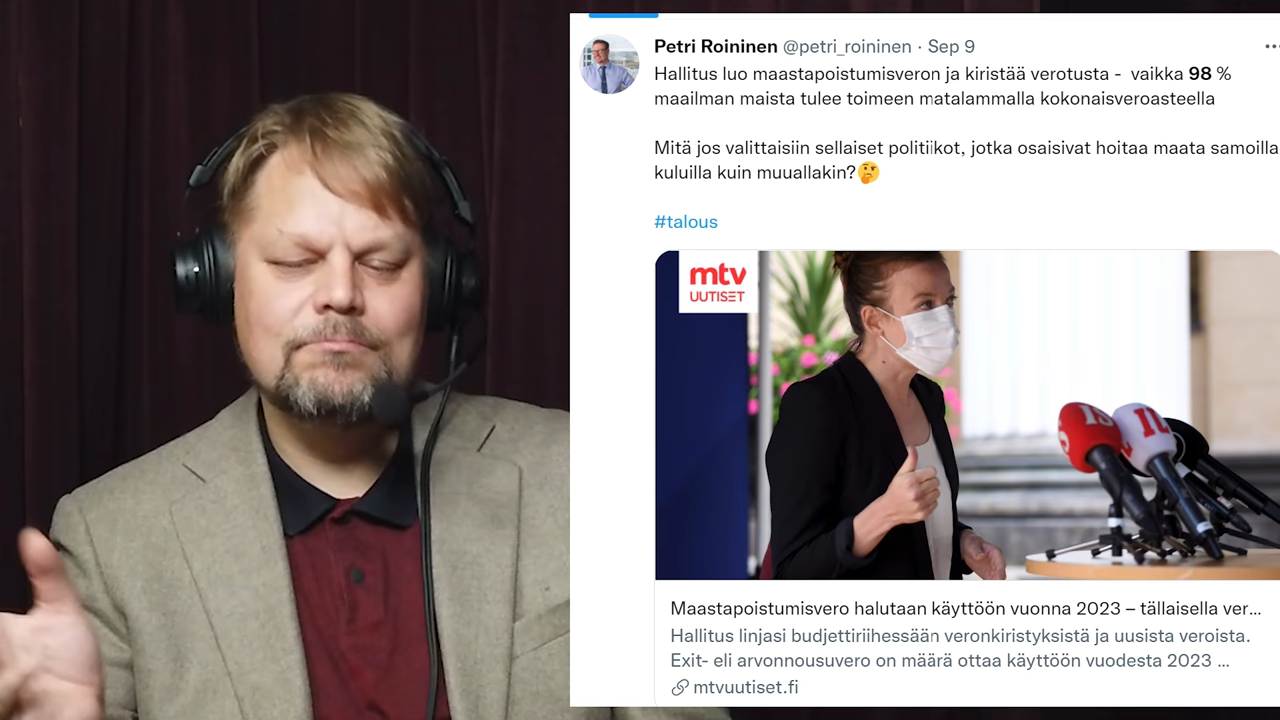 Petri Roininen @petri_roininen · Sep 9
Hallitus luo maastapoistumisveron ja kiristää verotusta - vaikka 98 %
maailman maista tulee toimeen matalammalla kokonaisveroasteella
Mitä jos valittaisiin sellaiset politiikot, jotka osaisivat hoitaa maata samoilla
kuluilla kuin muuallakin?🤔
#talous
mtv
UUTISET
IS
IL
Maastapoistumisvero halutaan käyttöön vuonna 2023 – tällaisella ver...
Hallitus linjasi budjettiriihessään veronkiristyksistä ja uusista veroista.
Exit- eli arvonnousuvero on määrä ottaa käyttöön vuodesta 2023 ...
mtvuutiset.fi